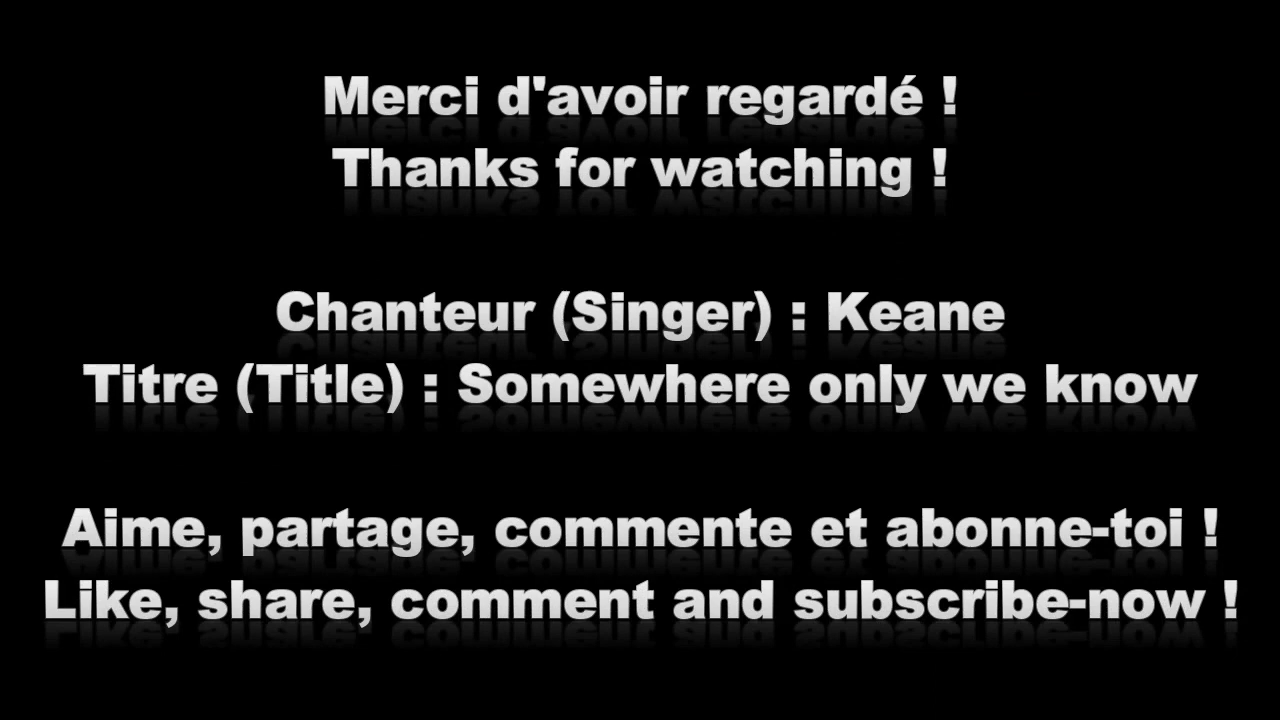 Merci d'avoir regardé !
Thanks for watching !
Chanteur (Singer) : Keane
Titre (Title) : Somewhere only we know
Aime, partage, commente et abonne-toi !
Like, share, comment and subscribe-now !